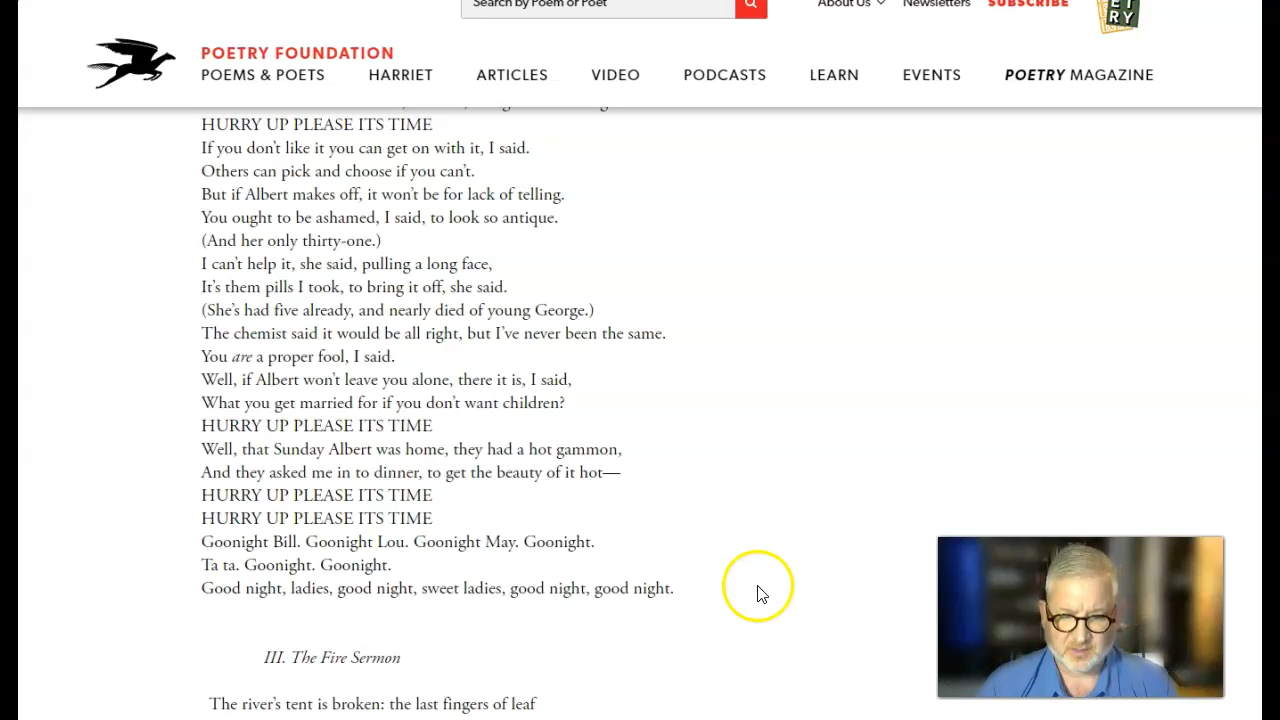 Search by Poem or Poet
About Us
Newsletters
SUBSCRIBE
ET
RY
POETRY FOUNDATION
POEMS & POETS
HARRIET
ARTICLES
VIDEO
PODCASTS
LEARN
EVENTS
POETRY MAGAZINE
HURRY UP PLEASE ITS TIME
If you don’t like it you can get on with it, I said.
Others can pick and choose if you can’t.
But if Albert makes off, it won’t be for lack of telling.
You ought to be ashamed, I said, to look so antique.
(And her only thirty-one.)
I can’t help it, she said, pulling a long face,
It’s them pills I took, to bring it off, she said.
(She’s had five already, and nearly died of young George.)
The chemist said it would be all right, but I’ve never been the same.
You are a proper fool, I said.
Well, if Albert won’t leave you alone, there it is, I said,
What you get married for if you don’t want children?
HURRY UP PLEASE ITS TIME
Well, that Sunday Albert was home, they had a hot gammon,
And they asked me in to dinner, to get the beauty of it hot—
HURRY UP PLEASE ITS TIME
HURRY UP PLEASE ITS TIME
Goonight Bill. Goonight Lou. Goonight May. Goonight.
Ta ta. Goonight. Goonight.
Good night, ladies, good night, sweet ladies, good night, good night.
III. The Fire Sermon
The river’s tent is broken: the last fingers of leaf